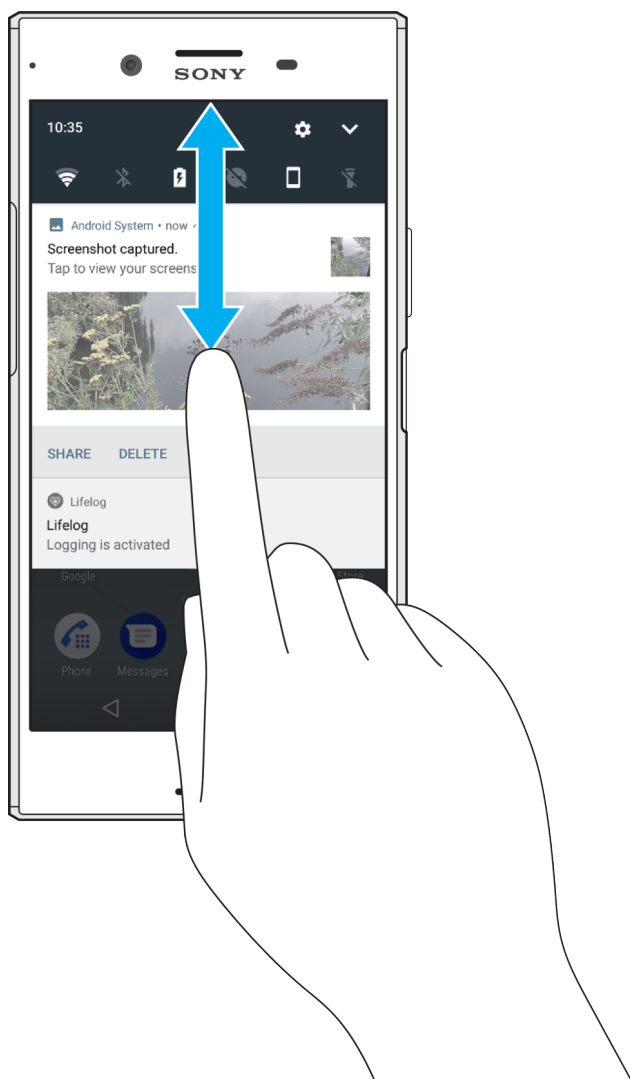 SONY
10:35
Android System • now
Screenshot captured.
Tap to view your screens
SHARE DELETE
Lifelog
Lifelog
Logging is activated
Google Store
Phone Messages